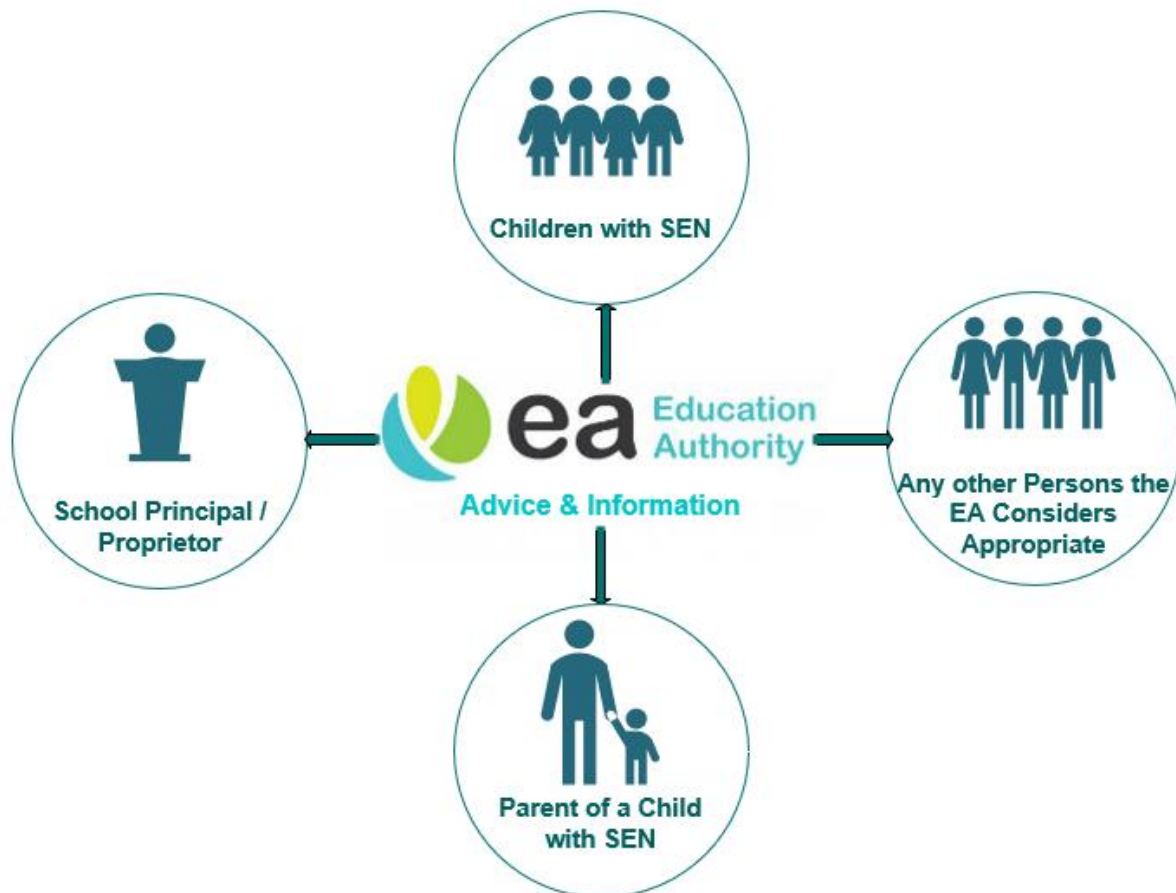 Children with SEN
ea Education
Authority
Advice & Information
School Principal /
Proprietor
Any other Persons the
EA Considers
Appropriate
Parent of a Child
with SEN